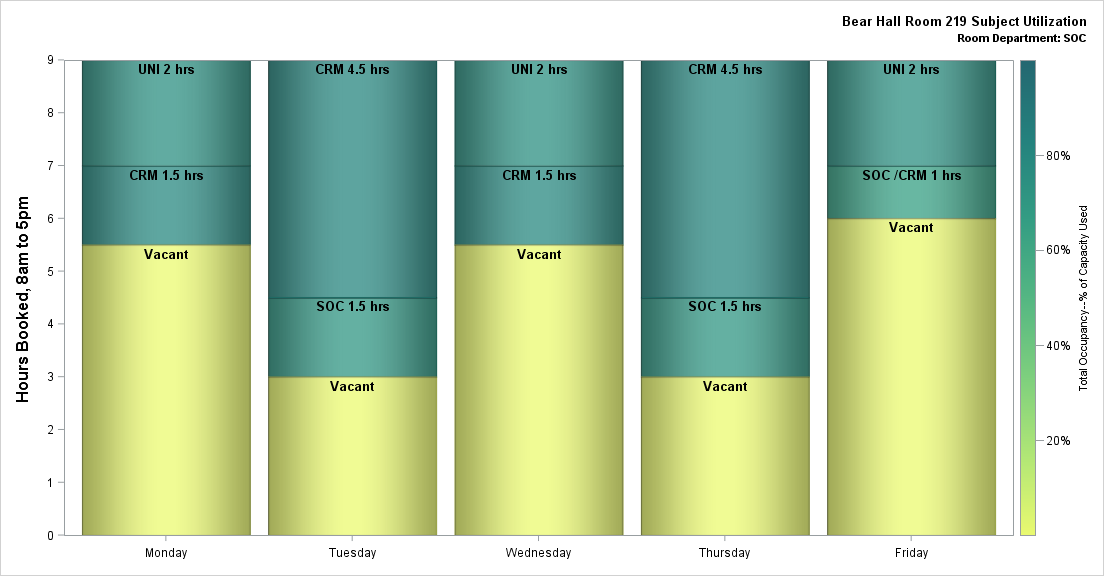 Bear Hall Room 219 Subject Utilization
Room Department: SOC
Hours Booked, 8am to 5pm
9
8
7
6
5
4
3
2
1
0
UNI 2 hrs
CRM 1.5 hrs
Vacant
CRM 4.5 hrs
SOC 1.5 hrs
Vacant
UNI 2 hrs
CRM 1.5 hrs
Vacant
CRM 4.5 hrs
SOC 1.5 hrs
Vacant
UNI 2 hrs
SOC /CRM 1 hrs
Vacant
Monday
Tuesday
Wednesday
Thursday
Friday
80%
60%
40%
20%
Total Occupancy--% of Capacity Used